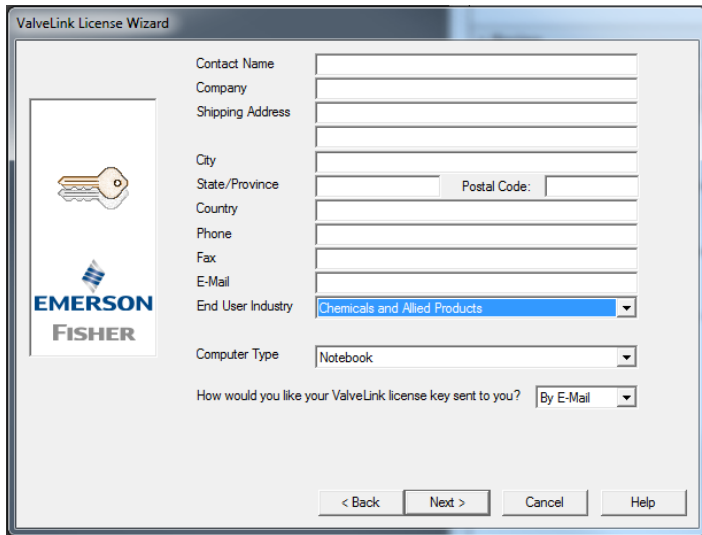 ValveLink License Wizard
Contact Name
Company
Shipping Address
City
State/Province Postal Code:
Country
Phone
Fax
E-Mail
End User Industry Chemicals and Allied Products
EMERSON
FISHER
Computer Type Notebook
How would you like your ValveLink license key sent to you? By E-Mail
< Back Next > Cancel Help